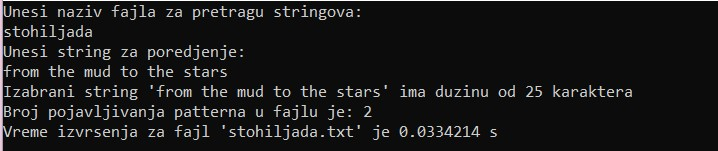 Unesi naziv fajla za pretragu stringova:
stohiljada
Unesi string za poredjenje:
from the mud to the stars
Izabrani string 'from the mud to the stars' ima duzinu od 25 karaktera
Broj pojavljivanja patterna u fajlu je: 2
Vreme izvrsenja za fajl 'stohiljada.txt' je 0.0334214 s